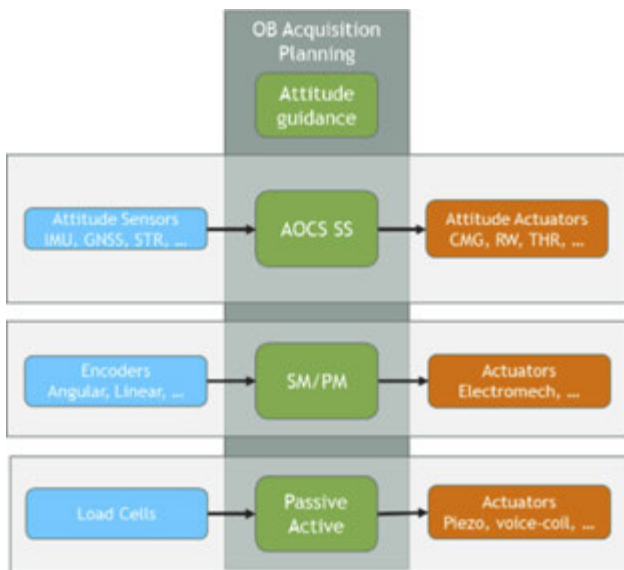 OB Acquisition
Planning
Attitude
guidance
Attitude Sensors
IMU, GNSS, STR, ...
AOCS SS
Attitude Actuators
CMG, RW, THR, ...
Encoders
Angular, Linear, ...
SM/PM
Actuators
Electromech, ...
Load Cells
Passive
Active
Actuators
Piezo, voice-coil, ...